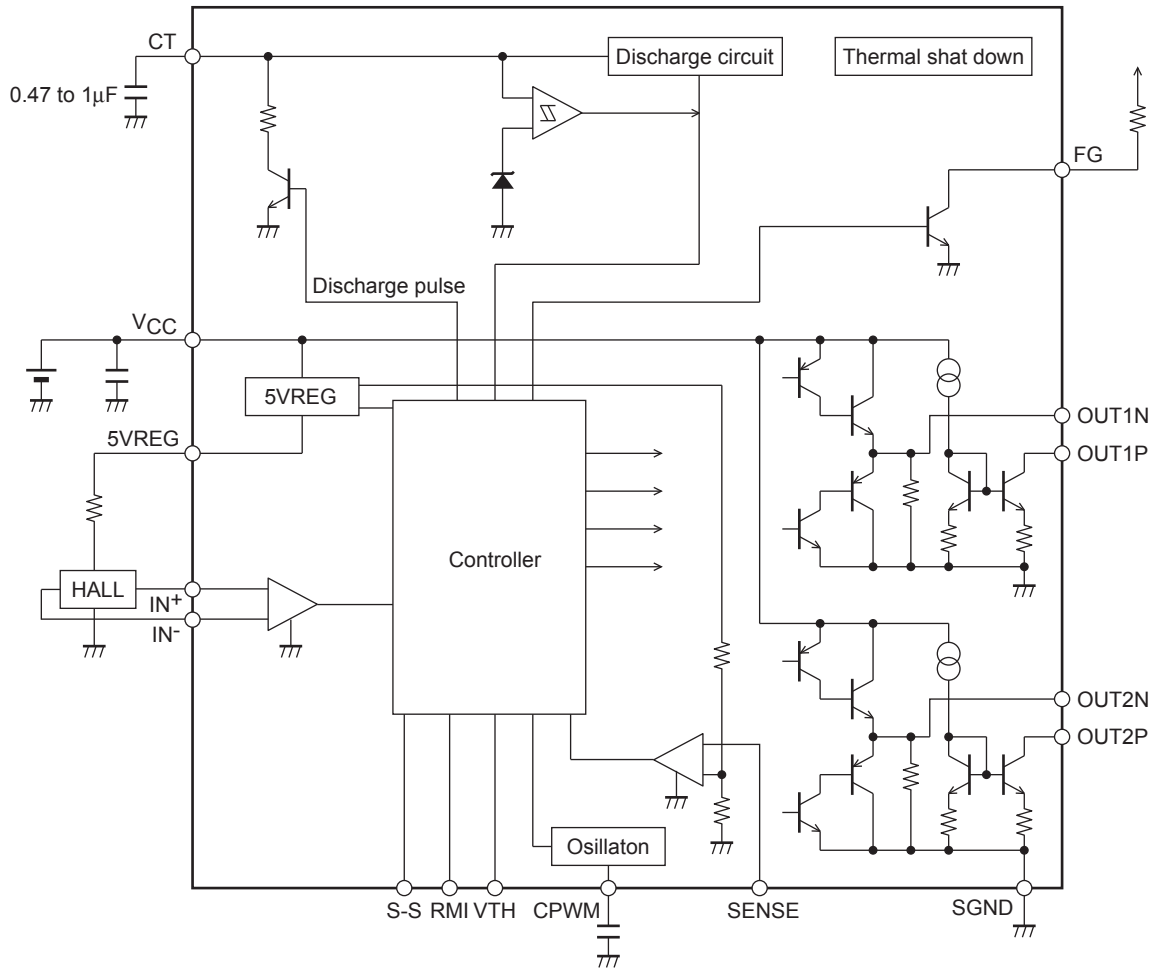 CT
Discharge circuit
Thermal shat down
0.47 to 1μF
FG
Discharge pulse
VCC
5VREG
5VREG
OUT1N
OUT1P
Controller
HALL
IN+
IN-
OUT2N
OUT2P
Osillaton
S-S RMI VTH CPWM SENSE SGND